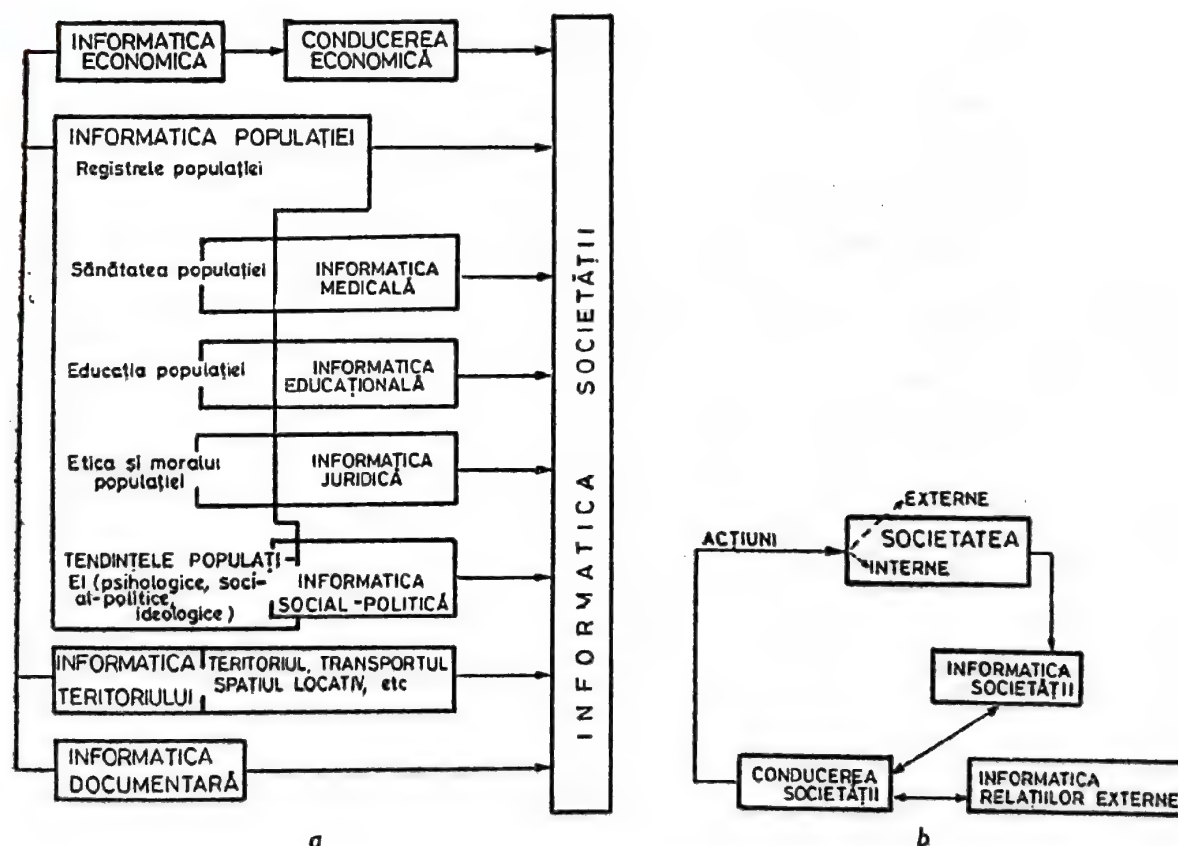 INFORMATICA
ECONOMICA
CONDUCEREA
ECONOMICĂ
INFORMATICA POPULAȚIEI
Registrele populației
Sănătatea populației
INFORMATICA
MEDICALĂ
Educația populației
INFORMATICA
EDUCAȚIONALĂ
Etica și moralul
populației
INFORMATICA
JURIDICĂ
TENDINȚELE POPULAȚI-
EI (psihologice, soci-
al-politice,
ideologice)
INFORMATICA
SOCIAL-POLITICĂ
INFORMATICA
TERITORIULUI
TERITORIUL, TRANSPORTUL
SPAȚIUL LOCATIV, etc
INFORMATICA
DOCUMENTARĂ
INFORMATICA SOCIETĂȚII
a
EXTERNE
ACȚIUNI
SOCIETATEA
INTERNE
INFORMATICA
SOCIETĂȚII
CONDUCEREA
SOCIETĂȚII
INFORMATICA
RELAȚIILOR EXTERNE
b